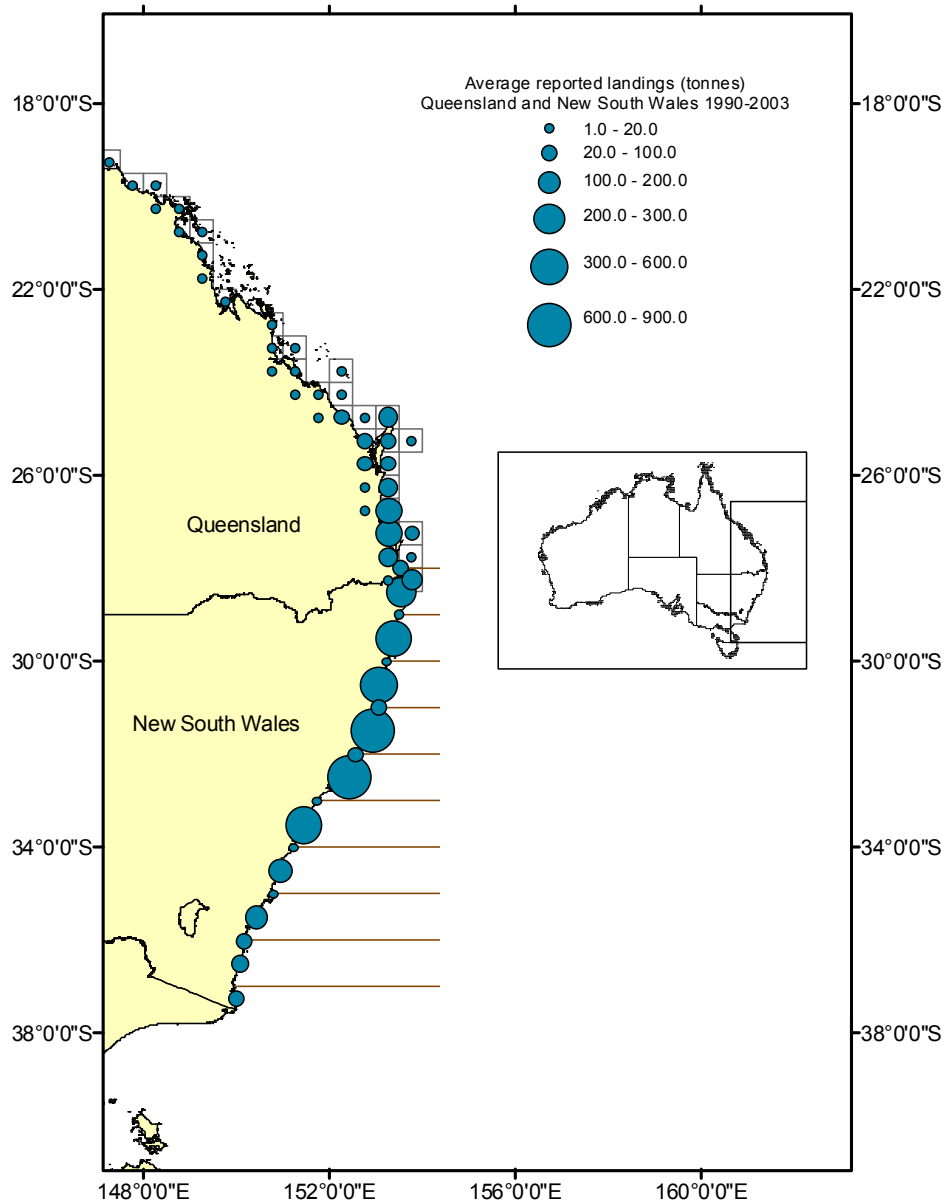 Average reported landings (tonnes)
Queensland and New South Wales 1990-2003
1.0 - 20.0
20.0 - 100.0
100.0 - 200.0
200.0 - 300.0
300.0 - 600.0
600.0 - 900.0
18°0'0"S
18°0'0"S
22°0'0"S
22°0'0"S
26°0'0"S
26°0'0"S
Queensland
30°0'0"S
30°0'0"S
New South Wales
34°0'0"S
34°0'0"S
38°0'0"S
38°0'0"S
148°0'0"E
152°0'0"E
156°0'0"E
160°0'0"E